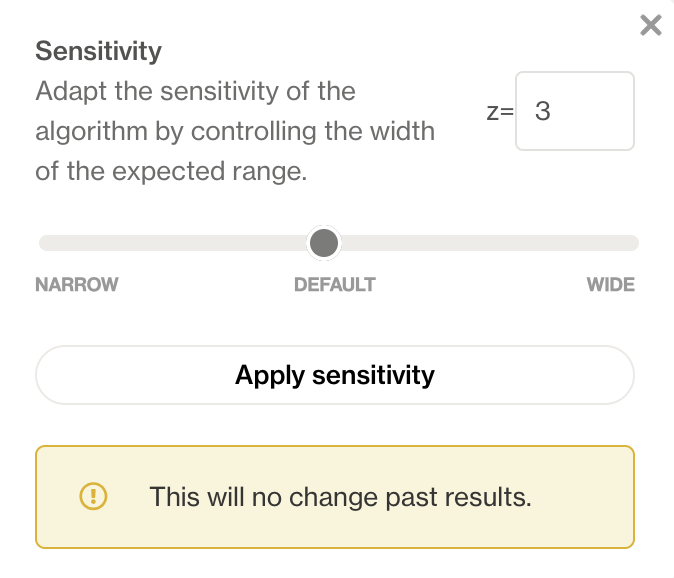 Sensitivity
Adapt the sensitivity of the
algorithm by controlling the width
of the expected range.
z= 3
NARROW DEFAULT WIDE
Apply sensitivity
This will no change past results.